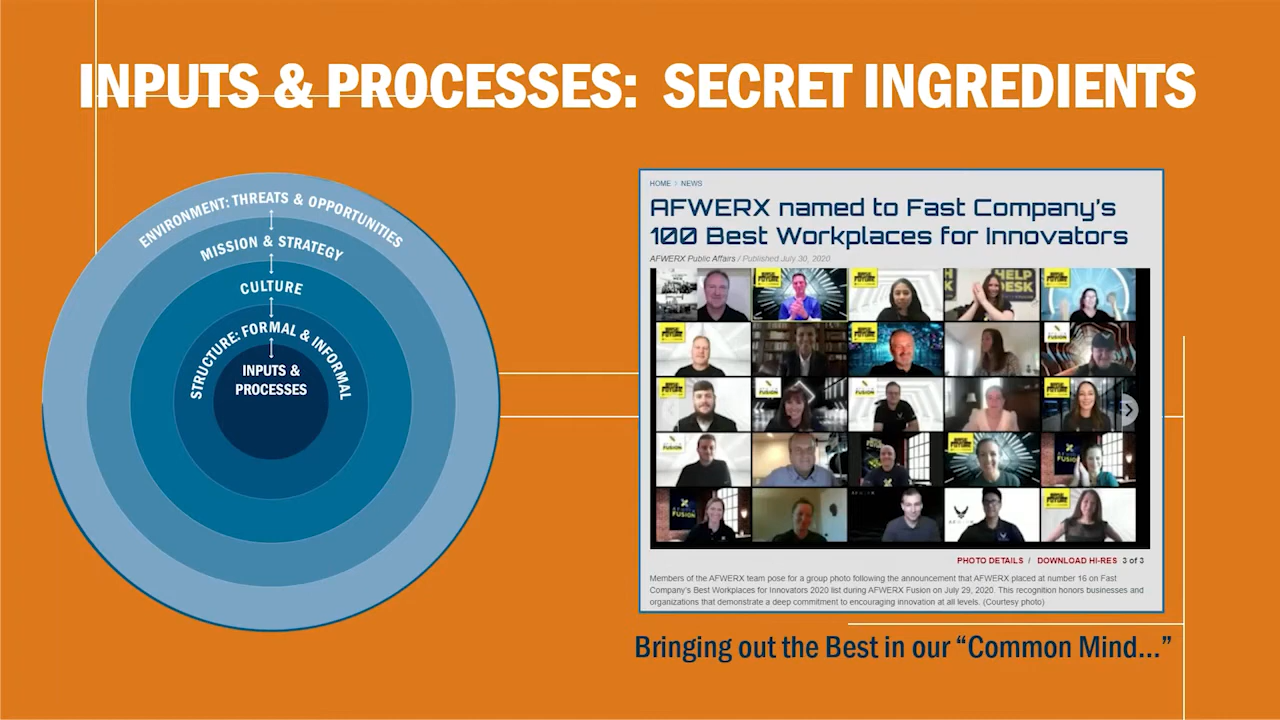 INPUTS & PROCESSES: SECRET INGREDIENTS
ENVIRONMENT: THREATS & OPPORTUNITIES
MISSION & STRATEGY
CULTURE
STRUCTURE: FORMAL & INFORMAL
INPUTS &
PROCESSES
HOME > NEWS
AFWERX named to Fast Company's
100 Best Workplaces for Innovators
AFWERX Public Affairs / Published July 30, 2020
HELP
DESK
FUSION
FUSION
FUSION
PHOTO DETAILS / DOWNLOAD HI-RES 3 of 3
Members of the AFWERX team pose for a group photo following the announcement that AFWERX placed at number 16 on Fast
Company's Best Workplaces for Innovators 2020 list during AFWERX Fusion on July 29, 2020. This recognition honors businesses and
organizations that demonstrate a deep commitment to encouraging innovation at all levels. (Courtesy photo)
Bringing out the Best in our “Common Mind...”